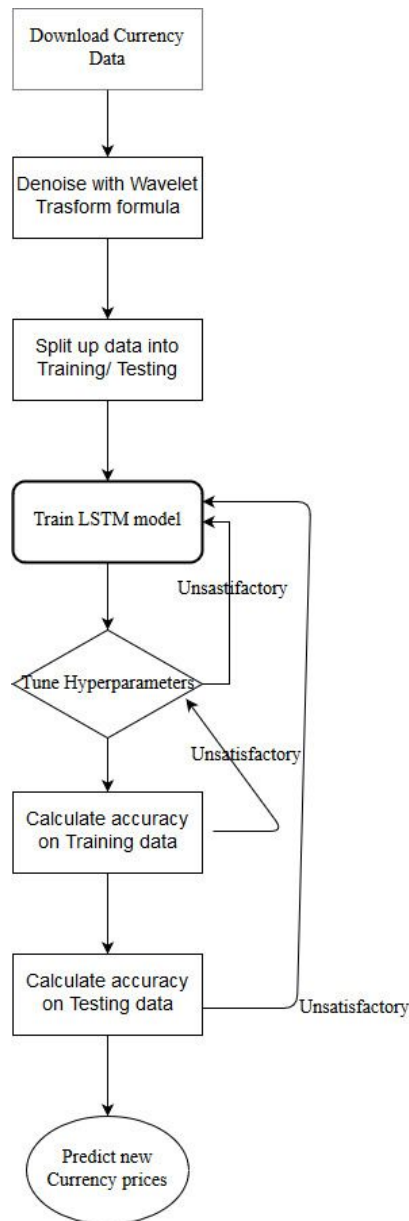 Download Currency
Data
Denoise with Wavelet
Trasform formula
Split up data into
Training/ Testing
Train LSTM model
Unsastifactory
Tune Hyperparameters
Unsatisfactory
Calculate accuracy
on Training data
Calculate accuracy
on Testing data
Unsatisfactory
Predict new
Currency prices